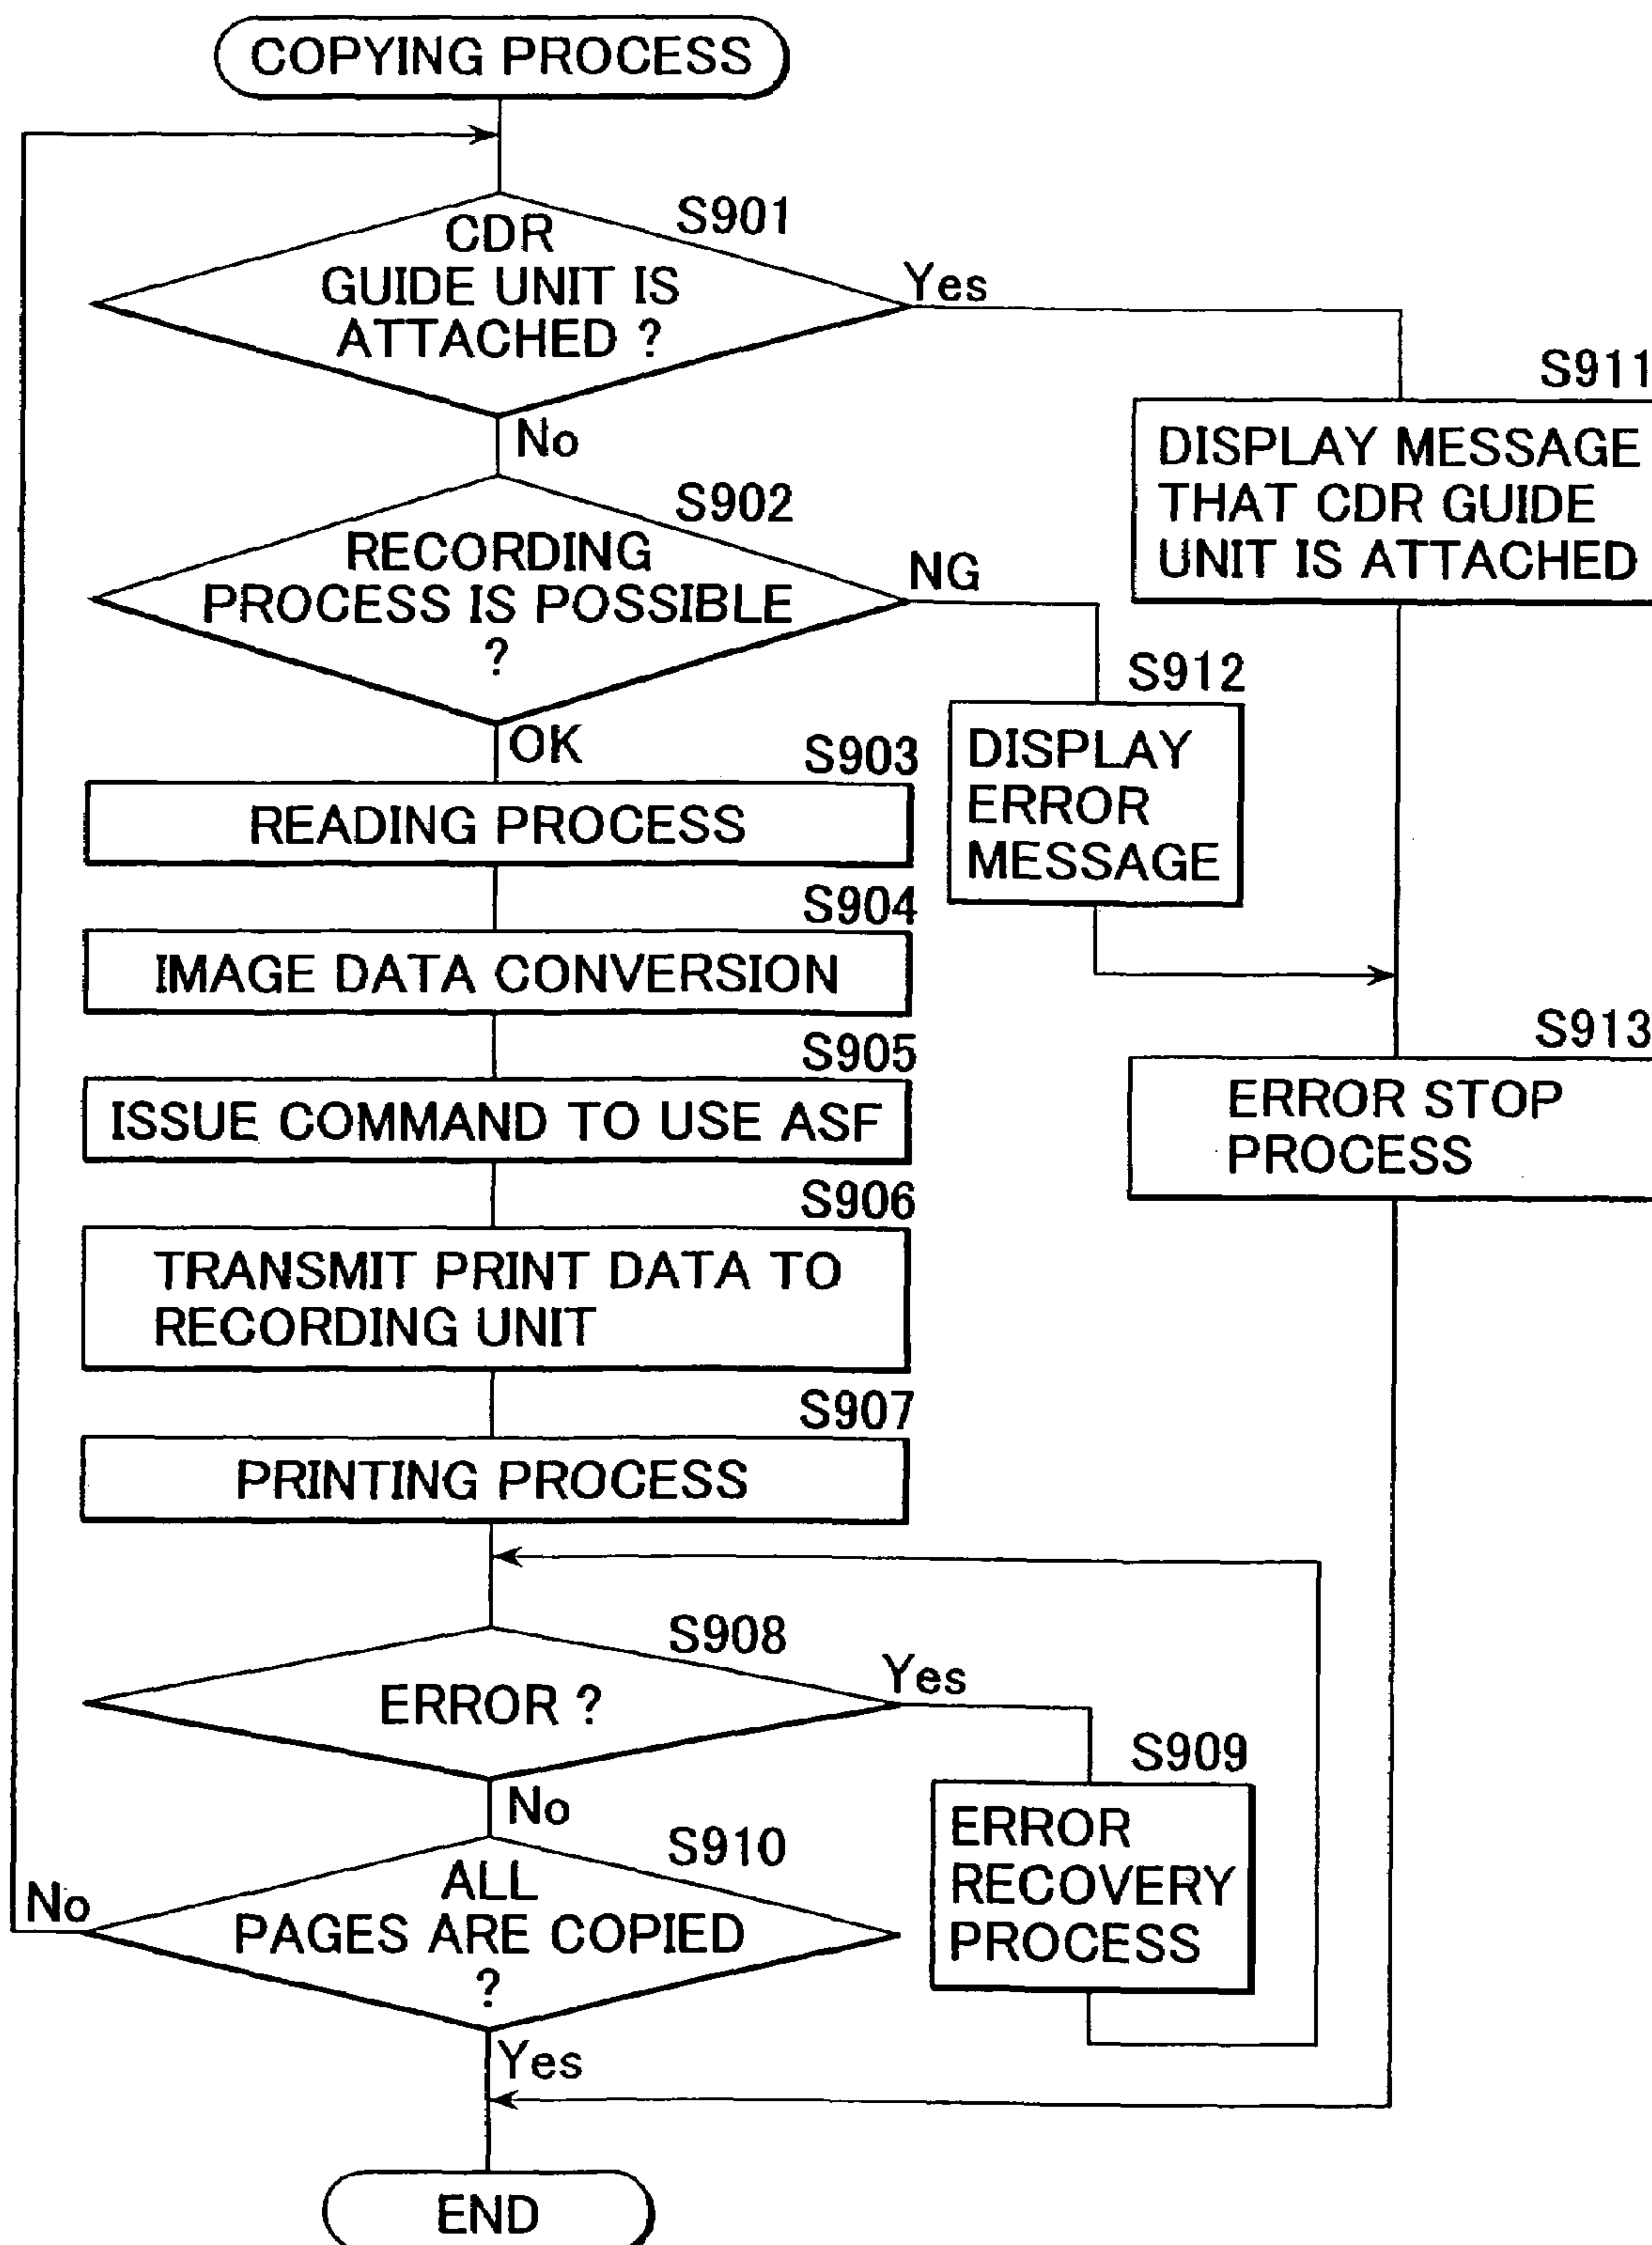 COPYING PROCESS
S901
CDR
GUIDE UNIT IS
ATTACHED ?
Yes
No
S911
DISPLAY MESSAGE
THAT CDR GUIDE
UNIT IS ATTACHED
S902
RECORDING
PROCESS IS POSSIBLE
?
NG
OK
S912
DISPLAY
ERROR
MESSAGE
S903
READING PROCESS
S904
IMAGE DATA CONVERSION
S905
ISSUE COMMAND TO USE ASF
S913
ERROR STOP
PROCESS
S906
TRANSMIT PRINT DATA TO
RECORDING UNIT
S907
PRINTING PROCESS
S908
ERROR ?
Yes
No
S909
ERROR
RECOVERY
PROCESS
S910
ALL
PAGES ARE COPIED
?
No
Yes
END